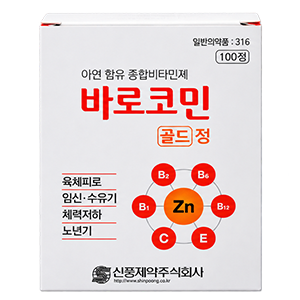 일반의약품 : 316
100정
아연 함유 종합비타민제
바로코민
골드 정
육체피로
임신·수유기
체력저하
노년기
B2 B6
B1 Zn B12
C E
신풍제약주식회사
http://www.shinpoong.co.kr